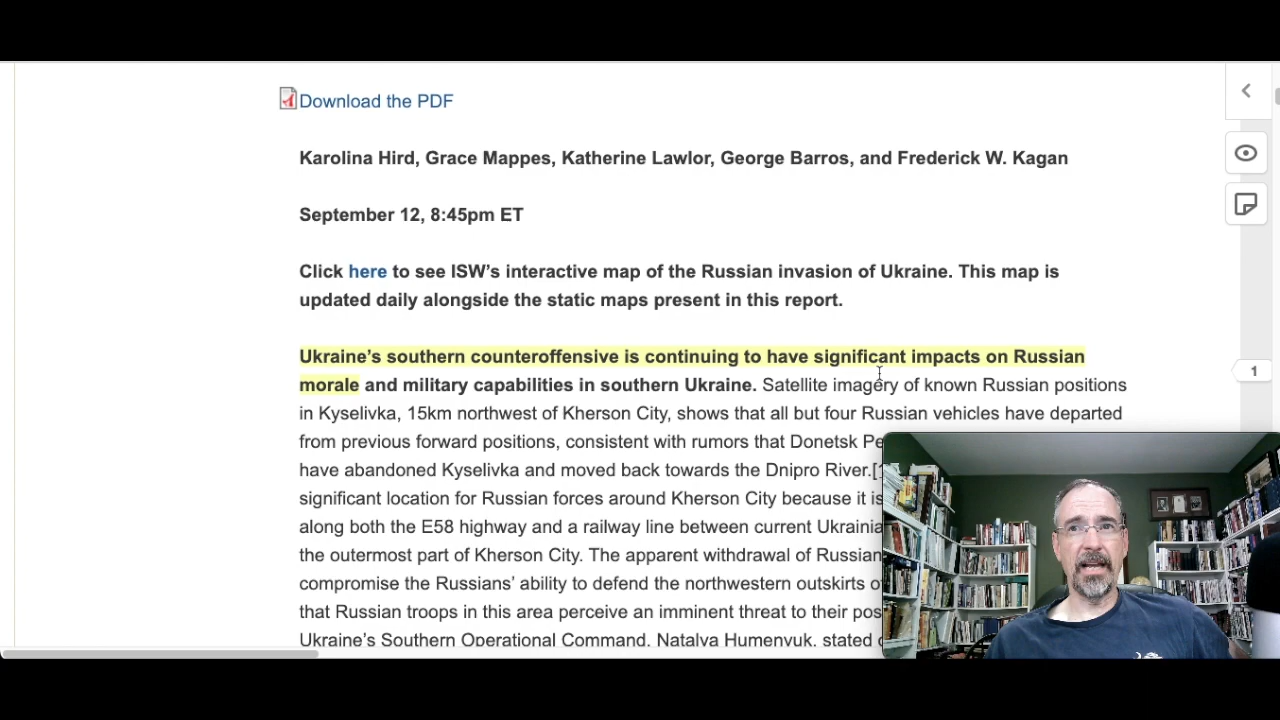 Download the PDF
Karolina Hird, Grace Mappes, Katherine Lawlor, George Barros, and Frederick W. Kagan
September 12, 8:45pm ET
Click here to see ISW’s interactive map of the Russian invasion of Ukraine. This map is
updated daily alongside the static maps present in this report.
Ukraine’s southern counteroffensive is continuing to have significant impacts on Russian
morale and military capabilities in southern Ukraine. Satellite imagery of known Russian positions
1
in Kyselivka, 15km northwest of Kherson City, shows that all but four Russian vehicles have departed
from previous forward positions, consistent with rumors that Donetsk Pe
have abandoned Kyselivka and moved back towards the Dnipro River.[
significant location for Russian forces around Kherson City because it is
along both the E58 highway and a railway line between current Ukrainia
the outermost part of Kherson City. The apparent withdrawal of Russian
compromise the Russians’ ability to defend the northwestern outskirts o
that Russian troops in this area perceive an imminent threat to their pos
Ukraine’s Southern Operational Command, Natalya Humenyuk, stated